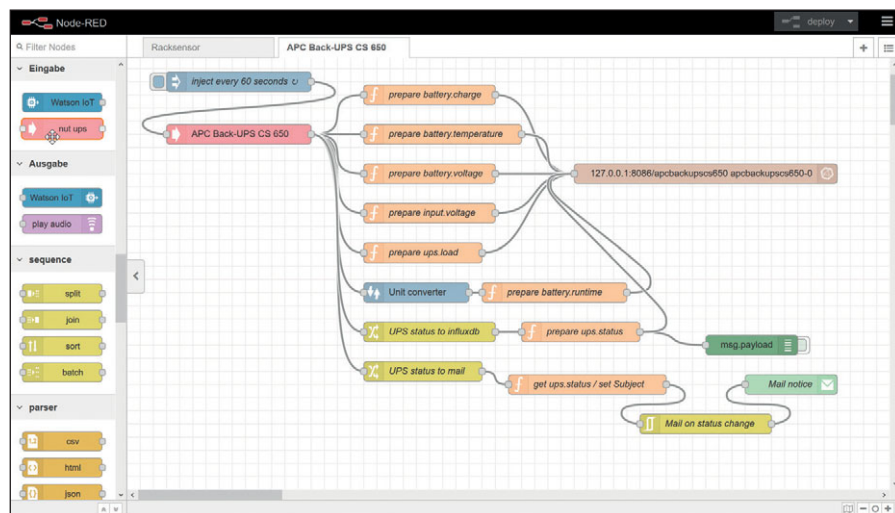 Node-RED
deploy
Filter Nodes
Eingabe
Watson IoT
nut ups
Ausgabe
Watson IoT
play audio
sequence
split
join
sort
batch
parser
csv
html
json
Racksensor
APC Back-UPS CS 650
inject every 60 seconds ↻
APC Back-UPS CS 650
prepare battery.charge
prepare battery.temperature
prepare battery.voltage
prepare input.voltage
prepare ups.load
Unit converter
prepare battery.runtime
UPS status to influxdb
prepare ups.status
UPS status to mail
get ups.status / set Subject
127.0.0.1:8086/apcbackupscs650 apcbackupscs650-0
msg.payload
Mail notice
Mail on status change